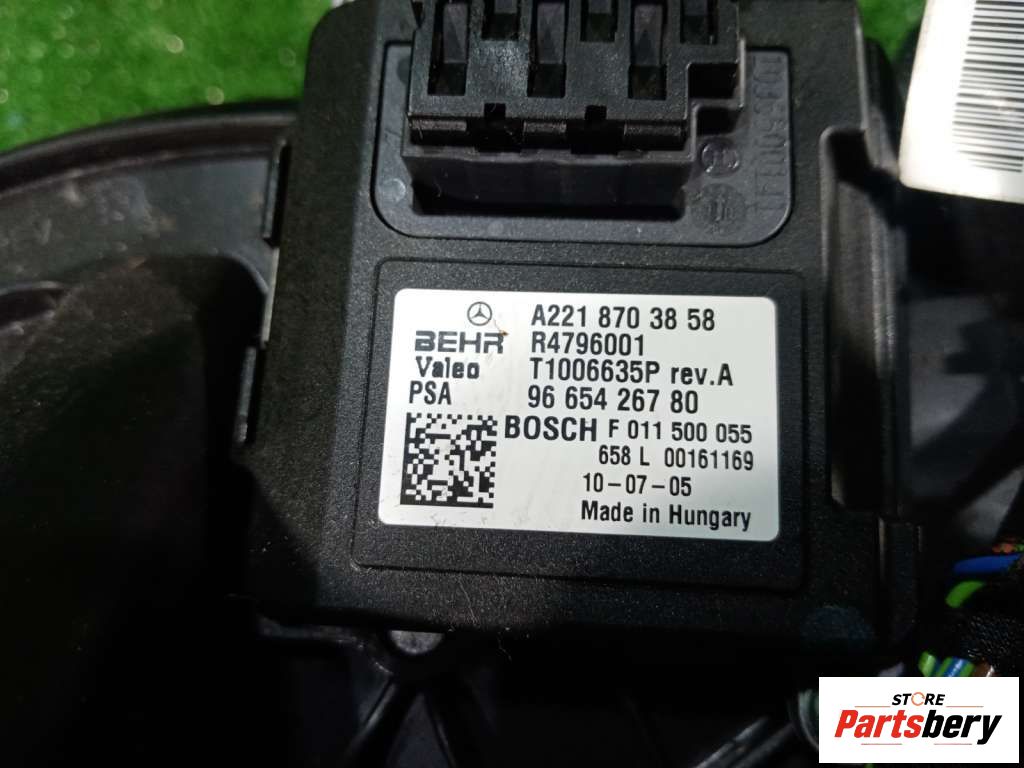 A221 870 38 58
BEHR R4796001
Valeo T1006635P rev.A
PSA 96 654 267 80
BOSCH F 011 500 055
658 L 00161169
10-07-05
Made in Hungary
STORE
Partsbery